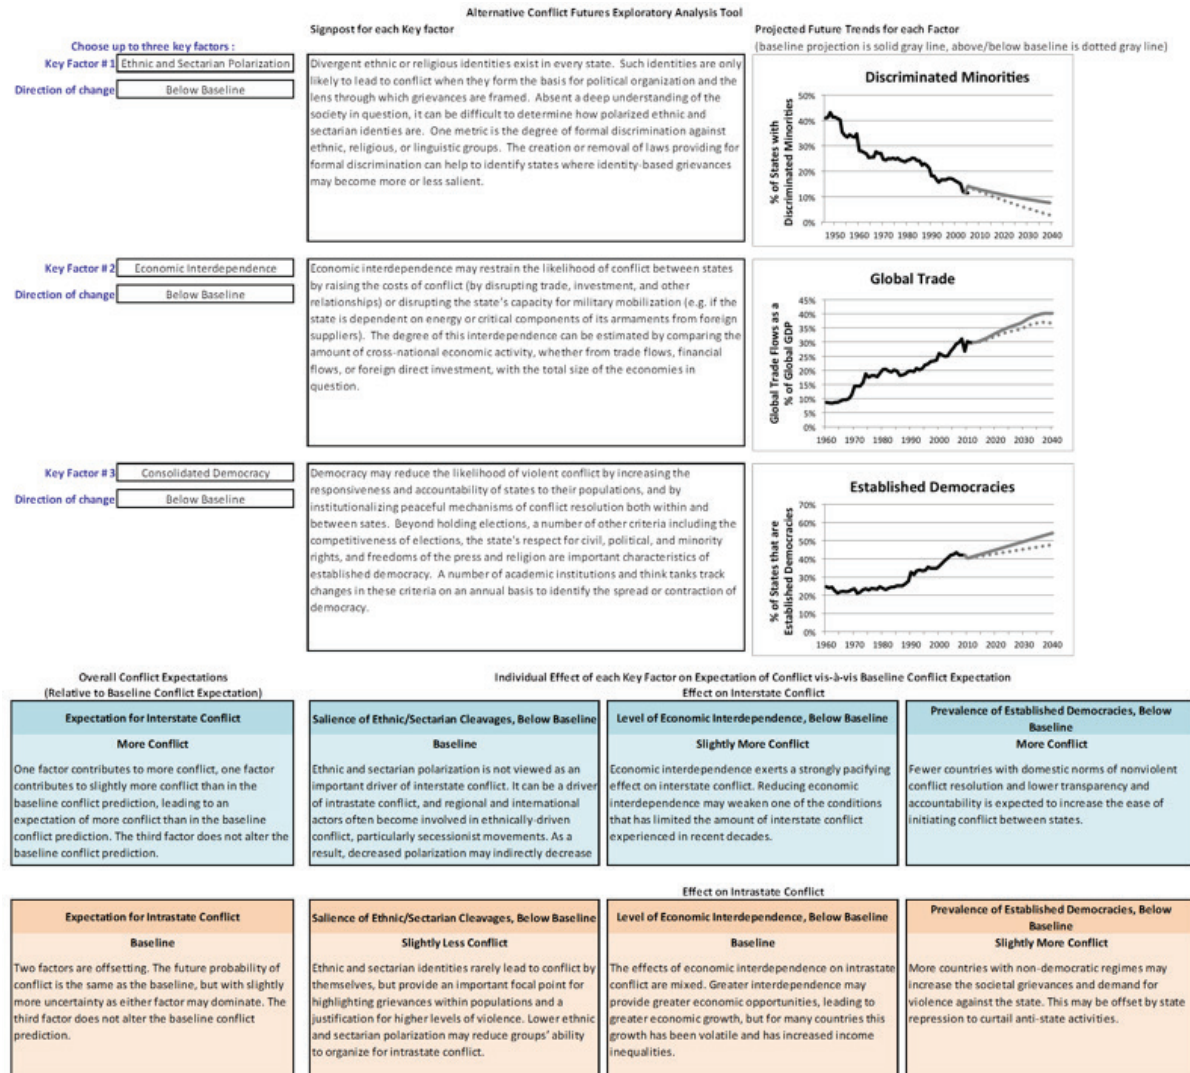 Alternative Conflict Futures Exploratory Analysis Tool
Signpost for each Key factor
Projected Future Trends for each Factor
(baseline projection is solid gray line, above/below baseline is dotted gray line)
Choose up to three key factors :
Key Factor # 1
Ethnic and Sectarian Polarization
Direction of change
Below Baseline
Divergent ethnic or religious identities exist in every state. Such identities are only
likely to lead to conflict when they form the basis for political organization and the
lens through which grievances are framed. Absent a deep understanding of the
society in question, it can be difficult to determine how polarized ethnic and
sectarian identies are. One metric is the degree of formal discrimination against
ethnic, religious, or linguistic groups. The creation or removal of laws providing for
formal discrimination can help to identify states where identity-based grievances
may become more or less salient.
Discriminated Minorities
% of States with
Discriminated Minorities
50%
40%
30%
20%
10%
0%
1950 1960 1970 1980 1990 2000 2010 2020 2030 2040
Key Factor # 2
Economic Interdependence
Direction of change
Below Baseline
Economic interdependence may restrain the likelihood of conflict between states
by raising the costs of conflict (by disrupting trade, investment, and other
relationships) or disrupting the state's capacity for military mobilization (e.g. if the
state is dependent on energy or critical components of its armaments from foreign
suppliers). The degree of this interdependence can be estimated by comparing the
amount of cross-national economic activity, whether from trade flows, financial
flows, or foreign direct investment, with the total size of the economies in
question.
Global Trade
Global Trade Flows as a
% of Global GDP
45%
40%
35%
30%
25%
20%
15%
10%
5%
0%
1960 1970 1980 1990 2000 2010 2020 2030 2040
Key Factor # 3
Consolidated Democracy
Direction of change
Below Baseline
Democracy may reduce the likelihood of violent conflict by increasing the
responsiveness and accountability of states to their populations, and by
institutionalizing peaceful mechanisms of conflict resolution both within and
between sates. Beyond holding elections, a number of other criteria including the
competitiveness of elections, the state's respect for civil, political, and minority
rights, and freedoms of the press and religion are important characteristics of
established democracy. A number of academic institutions and think tanks track
changes in these criteria on an annual basis to identify the spread or contraction of
democracy.
Established Democracies
% of States that are
Established Democracies
70%
60%
50%
40%
30%
20%
10%
0%
1960 1970 1980 1990 2000 2010 2020 2030 2040
Overall Conflict Expectations
(Relative to Baseline Conflict Expectation)
Individual Effect of each Key Factor on Expectation of Conflict vis-à-vis Baseline Conflict Expectation
Effect on Interstate Conflict
Expectation for Interstate Conflict
More Conflict
One factor contributes to more conflict, one factor
contributes to slightly more conflict than in the
baseline conflict prediction, leading to an
expectation of more conflict than in the baseline
conflict prediction. The third factor does not alter the
baseline conflict prediction.
Salience of Ethnic/Sectarian Cleavages, Below Baseline
Baseline
Ethnic and sectarian polarization is not viewed as an
important driver of interstate conflict. It can be a driver
of intrastate conflict, and regional and international
actors often become involved in ethnically-driven
conflict, particularly secessionist movements. As a
result, decreased polarization may indirectly decrease
Level of Economic Interdependence, Below Baseline
Slightly More Conflict
Economic interdependence exerts a strongly pacifying
effect on interstate conflict. Reducing economic
interdependence may weaken one of the conditions
that has limited the amount of interstate conflict
experienced in recent decades.
Prevalence of Established Democracies, Below
Baseline
More Conflict
Fewer countries with domestic norms of nonviolent
conflict resolution and lower transparency and
accountability is expected to increase the ease of
initiating conflict between states.
Effect on Intrastate Conflict
Expectation for Intrastate Conflict
Baseline
Two factors are offsetting. The future probability of
conflict is the same as the baseline, but with slightly
more uncertainty as either factor may dominate. The
third factor does not alter the baseline conflict
prediction.
Salience of Ethnic/Sectarian Cleavages, Below Baseline
Slightly Less Conflict
Ethnic and sectarian identities rarely lead to conflict by
themselves, but provide an important focal point for
highlighting grievances within populations and a
justification for higher levels of violence. Lower ethnic
and sectarian polarization may reduce groups' ability
to organize for intrastate conflict.
Level of Economic Interdependence, Below Baseline
Baseline
The effects of economic interdependence on intrastate
conflict are mixed. Greater interdependence may
provide greater economic opportunities, leading to
greater economic growth, but for many countries this
growth has been volatile and has increased income
inequalities.
Prevalence of Established Democracies, Below
Baseline
Slightly More Conflict
More countries with non-democratic regimes may
increase the societal grievances and demand for
violence against the state. This may be offset by state
repression to curtail anti-state activities.